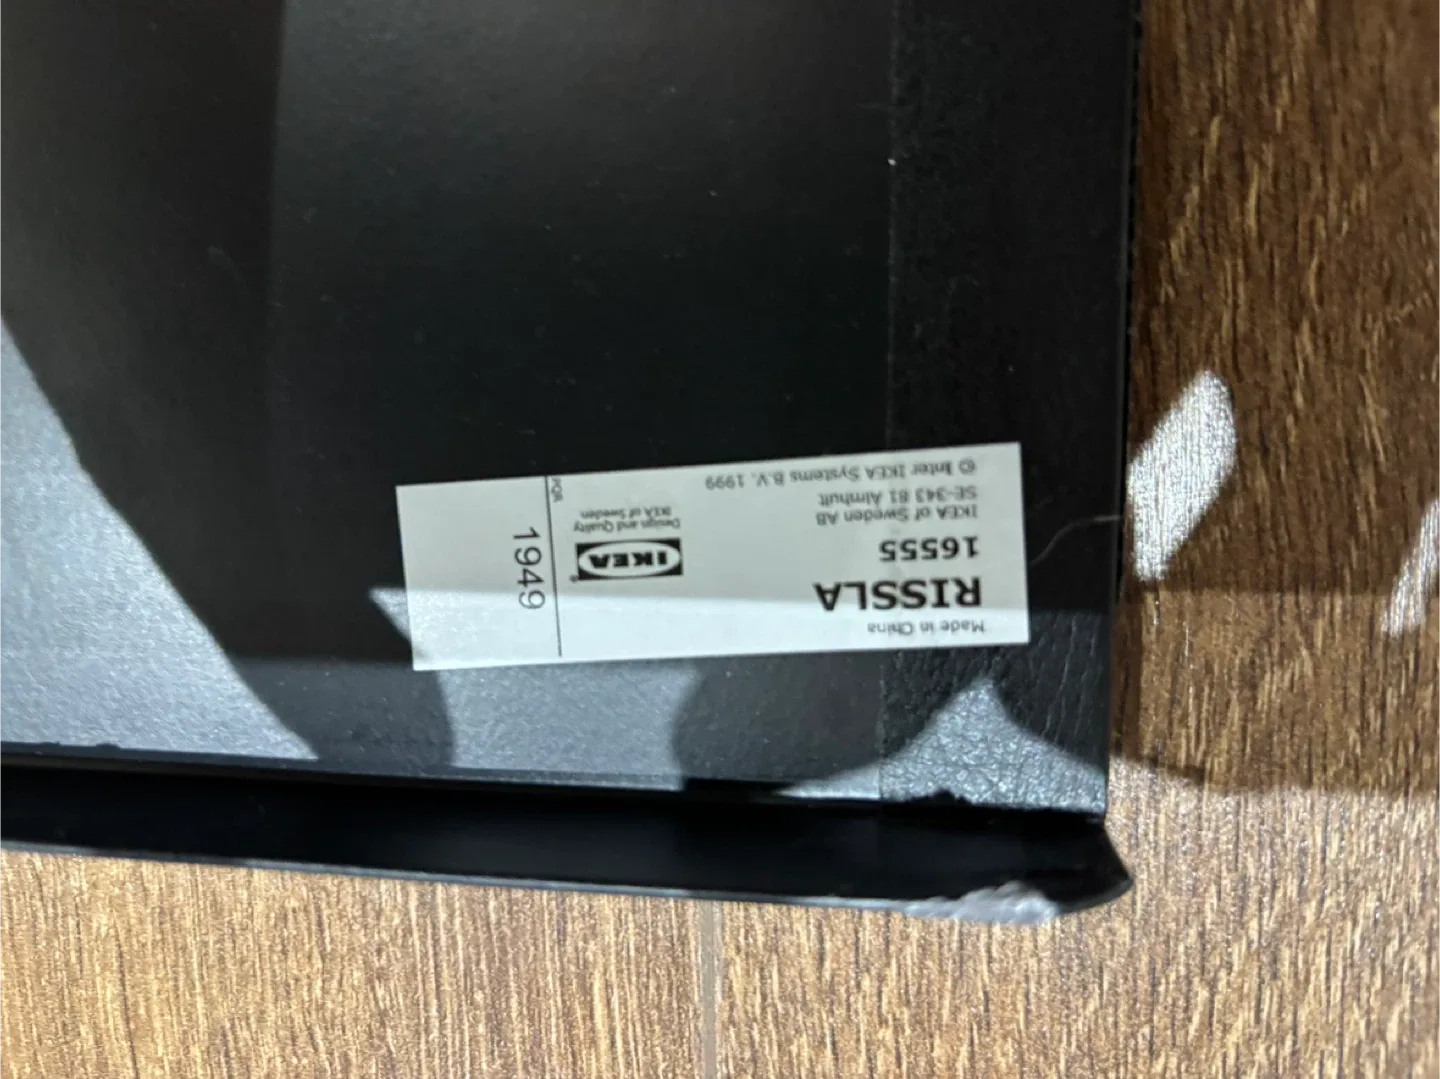 Made in China
RISSLA
16555
IKEA of Sweden AB
SE-343 81 Älmhult
© Inter IKEA Systems B.V. 1999
IKEA®
Design and Quality
IKEA of Sweden
1949